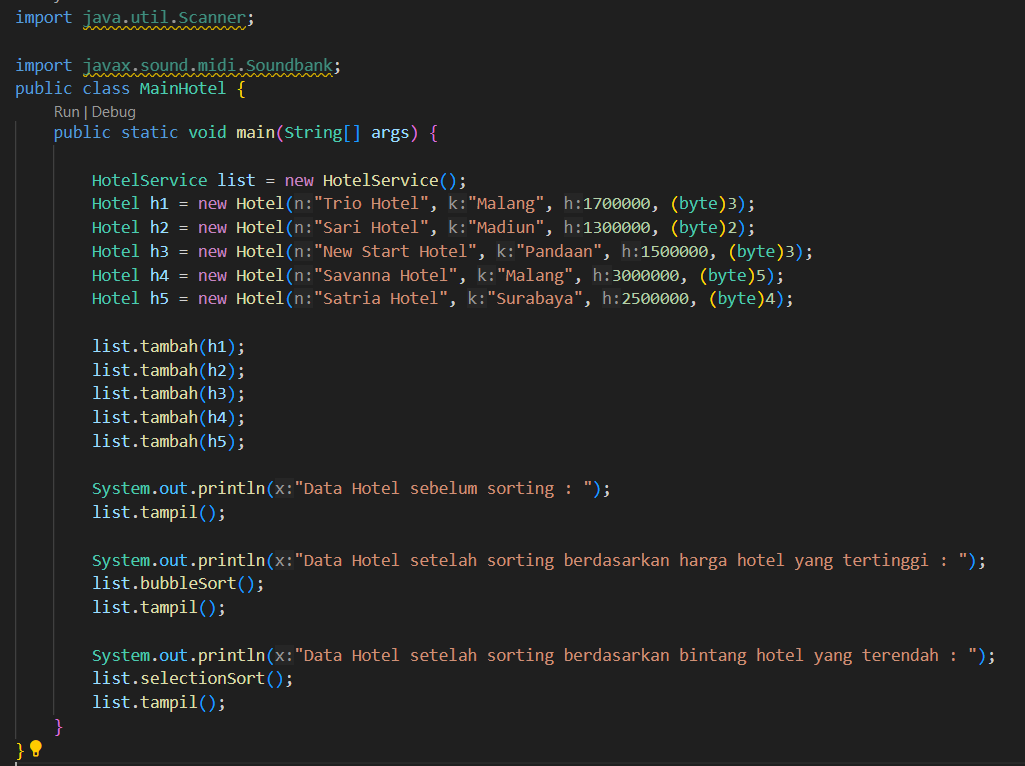 import java.util.Scanner;
import javax.sound.midi.Soundbank;
public class MainHotel {
Run | Debug
public static void main(String[] args) {
HotelService list = new HotelService();
Hotel h1 = new Hotel(n:"Trio Hotel", k:"Malang", h:1700000, (byte)3);
Hotel h2 = new Hotel(n:"Sari Hotel", k:"Madiun", h:1300000, (byte)2);
Hotel h3 = new Hotel(n:"New Start Hotel", k:"Pandaan", h:1500000, (byte)3);
Hotel h4 = new Hotel(n:"Savanna Hotel", k:"Malang", h:3000000, (byte)5);
Hotel h5 = new Hotel(n:"Satria Hotel", k:"Surabaya", h:2500000, (byte)4);
list.tambah(h1);
list.tambah(h2);
list.tambah(h3);
list.tambah(h4);
list.tambah(h5);
System.out.println(x:"Data Hotel sebelum sorting : ");
list.tampil();
System.out.println(x:"Data Hotel setelah sorting berdasarkan harga hotel yang tertinggi : ");
list.bubbleSort();
list.tampil();
System.out.println(x:"Data Hotel setelah sorting berdasarkan bintang hotel yang terendah : ");
list.selectionSort();
list.tampil();
}
}